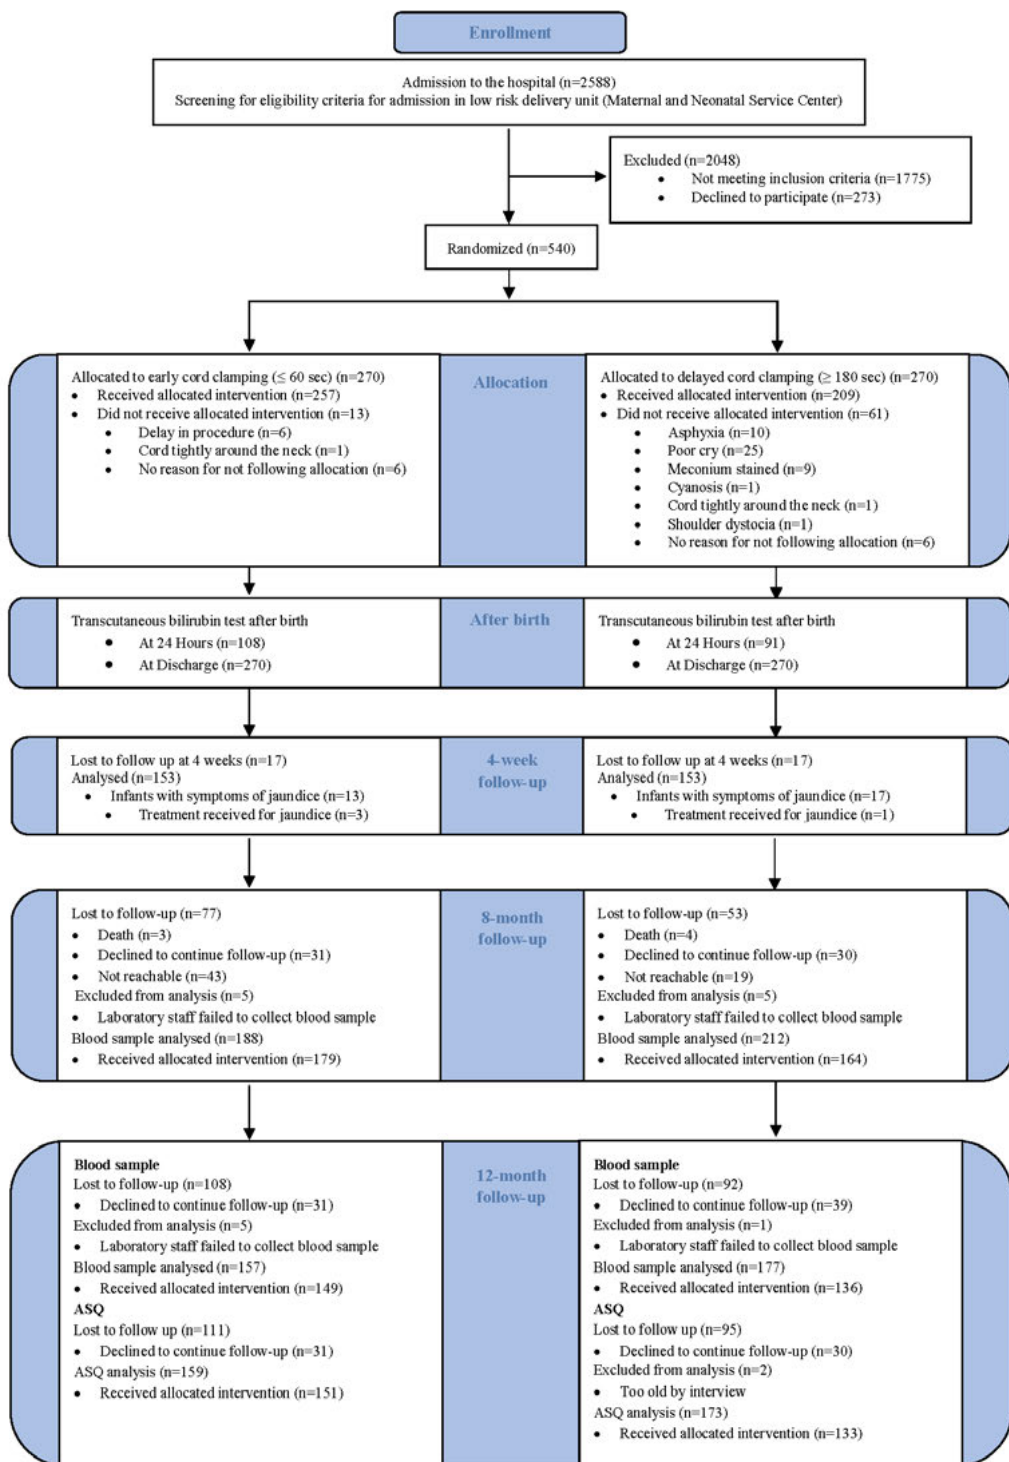 Enrollment
Admission to the hospital (n=2588)
Screening for eligibility criteria for admission in low risk delivery unit (Maternal and Neonatal Service Center)
Excluded (n=2048)
• Not meeting inclusion criteria (n=1775)
• Declined to participate (n=273)
Randomized (n=540)
Allocation
Allocated to early cord clamping (≤ 60 sec) (n=270)
• Received allocated intervention (n=257)
• Did not receive allocated intervention (n=13)
• Delay in procedure (n=6)
• Cord tightly around the neck (n=1)
• No reason for not following allocation (n=6)
Allocated to delayed cord clamping (≥ 180 sec) (n=270)
• Received allocated intervention (n=209)
• Did not receive allocated intervention (n=61)
• Asphyxia (n=10)
• Poor cry (n=25)
• Meconium stained (n=9)
• Cyanosis (n=1)
• Cord tightly around the neck (n=1)
• Shoulder dystocia (n=1)
• No reason for not following allocation (n=6)
After birth
Transcutaneous bilirubin test after birth
• At 24 Hours (n=108)
• At Discharge (n=270)
Transcutaneous bilirubin test after birth
• At 24 Hours (n=91)
• At Discharge (n=270)
4-week
follow-up
Lost to follow up at 4 weeks (n=17)
Analysed (n=153)
• Infants with symptoms of jaundice (n=13)
• Treatment received for jaundice (n=3)
Lost to follow up at 4 weeks (n=17)
Analysed (n=153)
• Infants with symptoms of jaundice (n=17)
• Treatment received for jaundice (n=1)
8-month
follow-up
Lost to follow-up (n=77)
• Death (n=3)
• Declined to continue follow-up (n=31)
• Not reachable (n=43)
Excluded from analysis (n=5)
• Laboratory staff failed to collect blood sample
Blood sample analysed (n=188)
• Received allocated intervention (n=179)
Lost to follow-up (n=53)
• Death (n=4)
• Declined to continue follow-up (n=30)
• Not reachable (n=19)
Excluded from analysis (n=5)
• Laboratory staff failed to collect blood sample
Blood sample analysed (n=212)
• Received allocated intervention (n=164)
12-month
follow-up
Blood sample
Lost to follow-up (n=108)
• Declined to continue follow-up (n=31)
Excluded from analysis (n=5)
• Laboratory staff failed to collect blood sample
Blood sample analysed (n=157)
• Received allocated intervention (n=149)
ASQ
Lost to follow up (n=111)
• Declined to continue follow-up (n=31)
ASQ analysis (n=159)
• Received allocated intervention (n=151)
Blood sample
Lost to follow-up (n=92)
• Declined to continue follow-up (n=39)
Excluded from analysis (n=1)
• Laboratory staff failed to collect blood sample
Blood sample analysed (n=177)
• Received allocated intervention (n=136)
ASQ
Lost to follow up (n=95)
• Declined to continue follow-up (n=30)
Excluded from analysis (n=2)
• Too old by interview
ASQ analysis (n=173)
• Received allocated intervention (n=133)